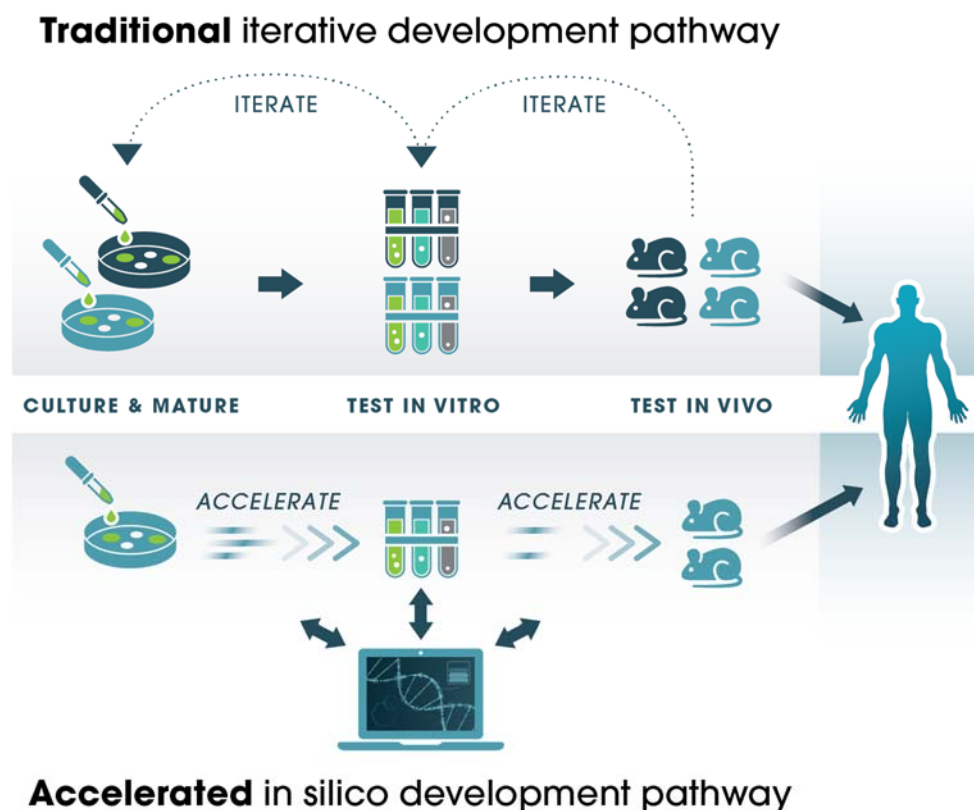 Traditional iterative development pathway
ITERATE
ITERATE
CULTURE & MATURE
TEST IN VITRO
TEST IN VIVO
ACCELERATE
ACCELERATE
Accelerated in silico development pathway